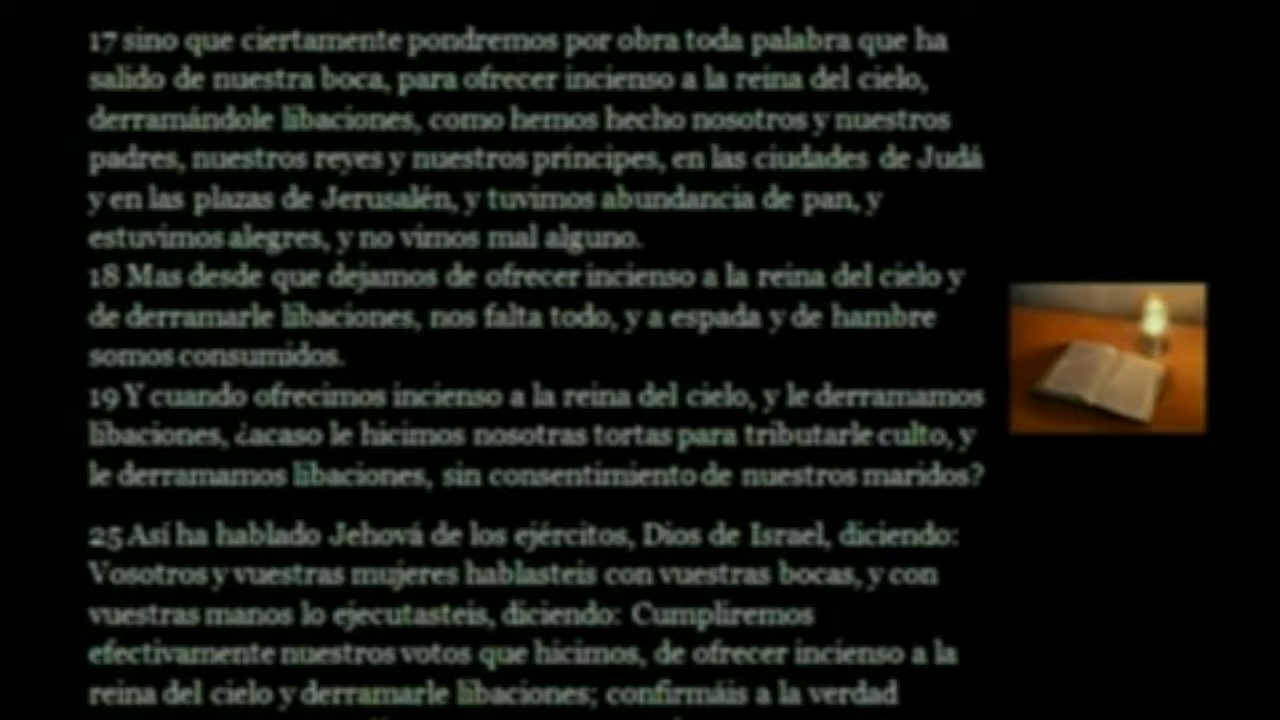 17 sino que ciertamente pondremos por obra toda palabra que ha
salido de nuestra boca, para ofrecer incienso a la reina del cielo,
derramándole libaciones, como hemos hecho nosotros y nuestros
padres, nuestros reyes y nuestros príncipes, en las ciudades de Judá
y en las plazas de Jerusalén, y tuvimos abundancia de pan, y
estuvimos alegres, y no vimos mal alguno.
18 Mas desde que dejamos de ofrecer incienso a la reina del cielo y
de derramarle libaciones, nos falta todo, y a espada y de hambre
somos consumidos.
19 Y cuando ofrecimos incienso a la reina del cielo, y le derramamos
libaciones, ¿acaso le hicimos nosotras tortas para tributarle culto, y
le derramamos libaciones, sin consentimiento de nuestros maridos?
25 Así ha hablado Jehová de los ejércitos, Dios de Israel, diciendo:
Vosotros y vuestras mujeres hablasteis con vuestras bocas, y con
vuestras manos lo ejecutasteis, diciendo: Cumpliremos
efectivamente nuestros votos que hicimos, de ofrecer incienso a la
reina del cielo y derramarle libaciones; confirmáis a la verdad